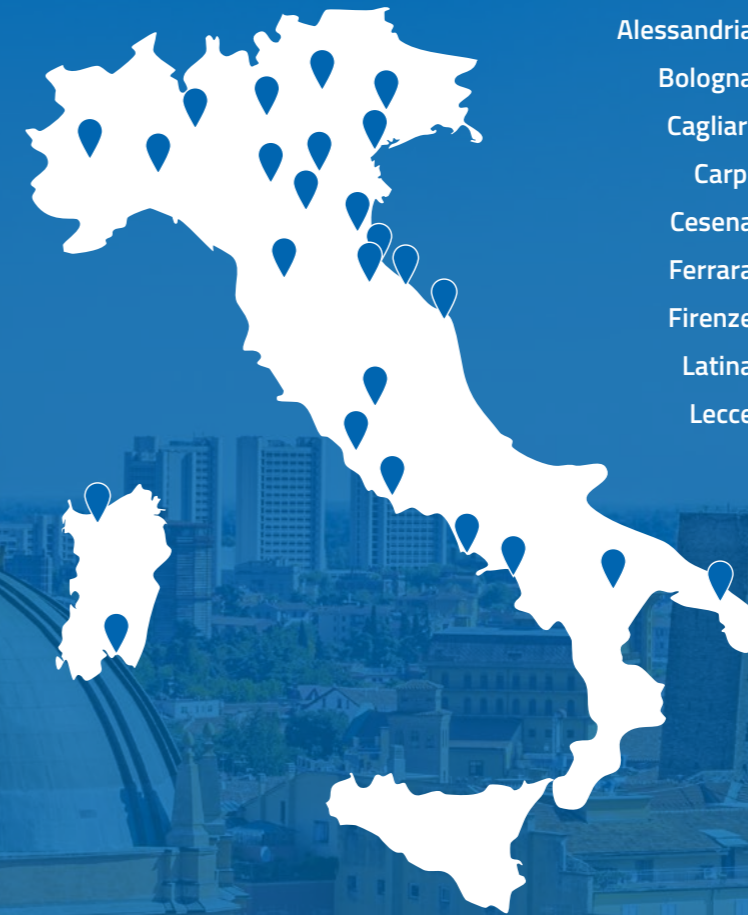 Alessandria
Bologna
Cagliar
Carp
Cesena
Ferrara
Firenze
Latina
Lecce